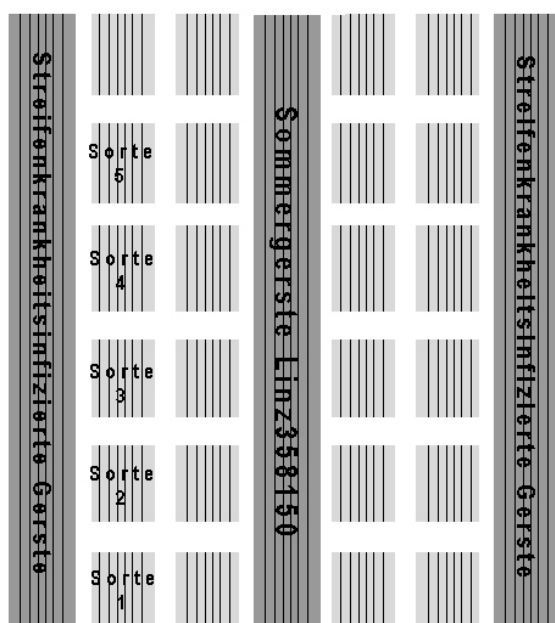 Streifenkrankheitsinfizierte Gerste
Sorte
5
Sorte
4
Sorte
3
Sorte
2
Sorte
1
Sommergerste Linz358150
Streifenkrankheitsinfizierte Gerste